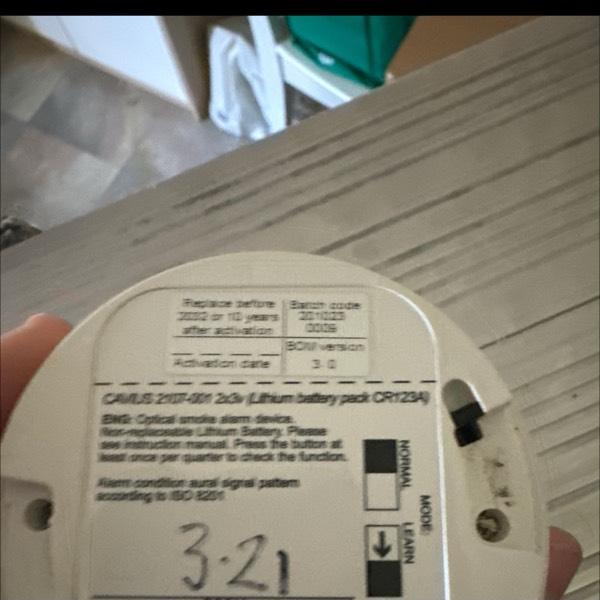 Replace before
2032 or 10 years
after activation
Activation date
Batch code
201023
0009
BOM version
3.0
CAVIUS 2107-001 2x3v (Lithium battery pack CR123A)
ENG: Optical smoke alarm device.
Non-replaceable Lithium Battery. Please
see instruction manual. Press the button at
least once per quarter to check the function.
Alarm condition aural signal pattern
according to ISO 8201
NORMAL
MODE:
LEARN
3.21